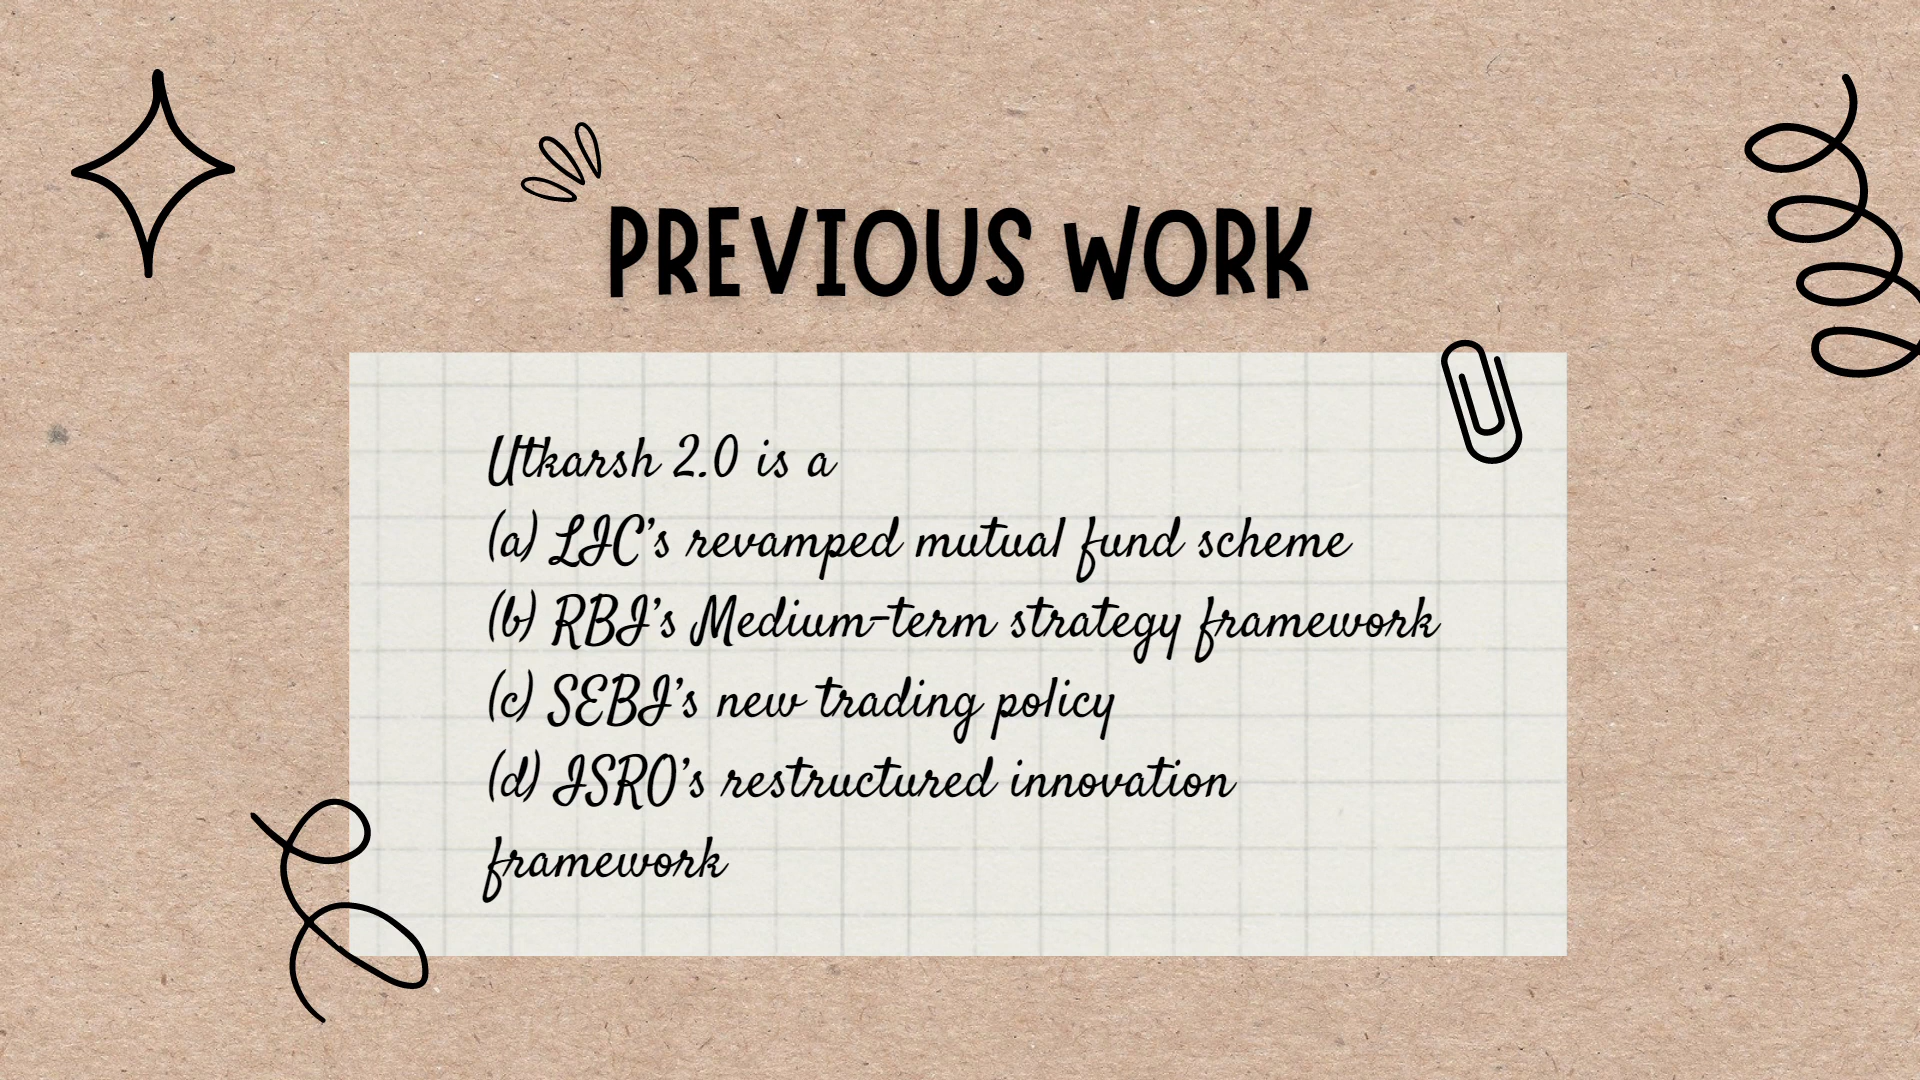 PREVIOUS WORK
Utkarsh 2.0 is a
(a) LIC's revamped mutual fund scheme
(b) RBI's Medium-term strategy framework
(c) SEBI's new trading policy
(d) ISRO's restructured innovation
framework